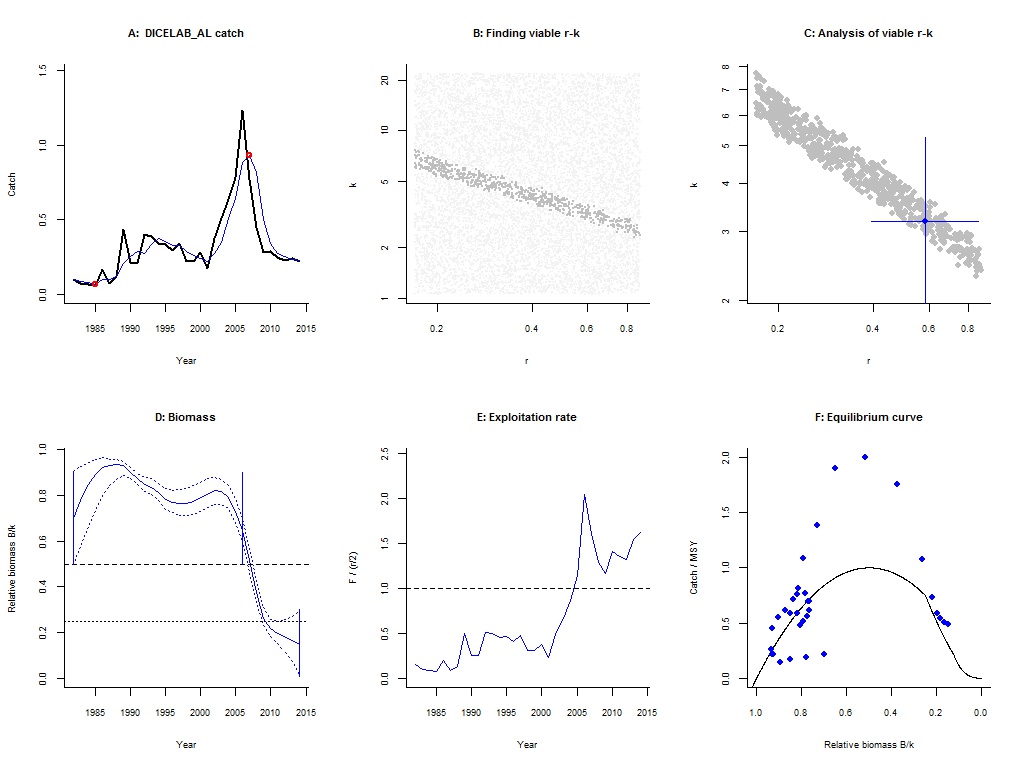 A: DICELAB_AL catch
Catch
1.5
1.0
0.5
0.0
1985 1990 1995 2000 2005 2010 2015
Year
B: Finding viable r-k
k
20
10
5
2
1
0.2 0.4 0.6 0.8
r
C: Analysis of viable r-k
k
8
7
6
5
4
3
2
0.2 0.4 0.6 0.8
r
D: Biomass
Relative biomass B/k
1.0
0.8
0.6
0.4
0.2
0.0
1985 1990 1995 2000 2005 2010 2015
Year
E: Exploitation rate
F / (r/2)
2.5
2.0
1.5
1.0
0.5
0.0
1985 1990 1995 2000 2005 2010 2015
Year
F: Equilibrium curve
Catch / MSY
2.0
1.5
1.0
0.5
0.0
1.0 0.8 0.6 0.4 0.2 0.0
Relative biomass B/k